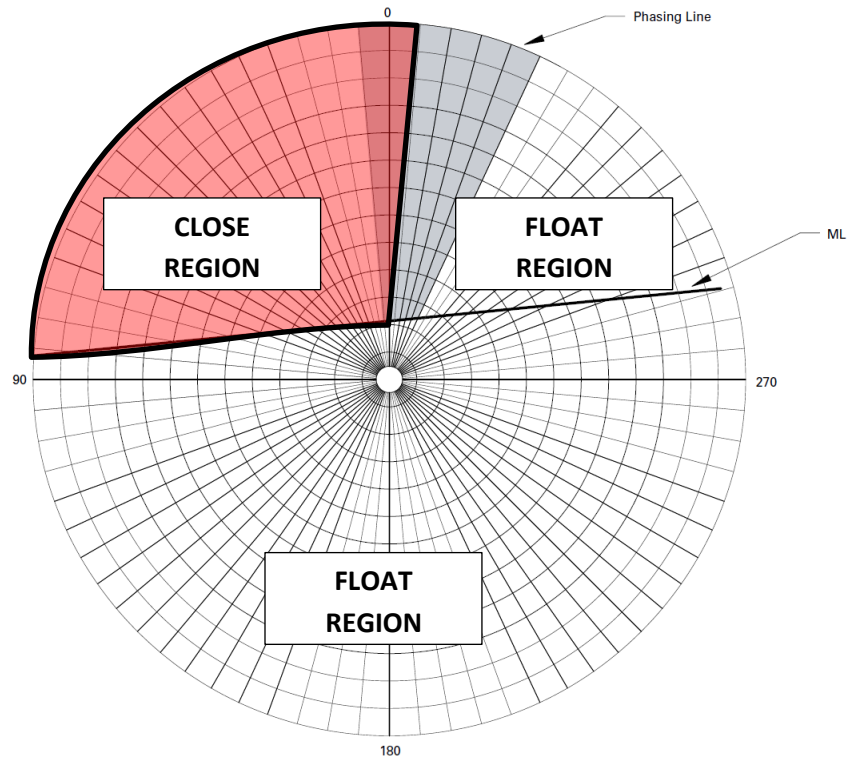 0
Phasing Line
CLOSE
REGION
FLOAT
REGION
ML
90
270
FLOAT
REGION
180